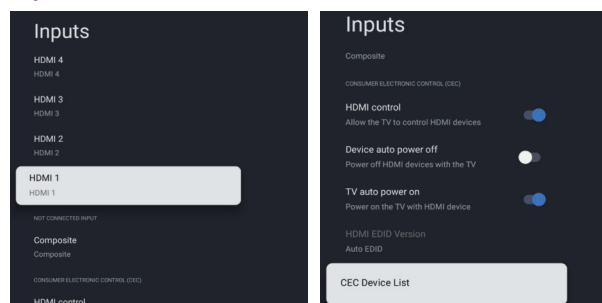 Inputs
HDMI 4
HDMI 4
HDMI 3
HDMI 3
HDMI 2
HDMI 2
HDMI 1
HDMI 1
NOT CONNECTED INPUT
Composite
Composite
CONSUMER ELECTRONIC CONTROL (CEC)
HDMI control
Inputs
Composite
CONSUMER ELECTRONIC CONTROL (CEC)
HDMI control
Allow the TV to control HDMI devices
Device auto power off
Power off HDMI devices with the TV
TV auto power on
Power on the TV with HDMI device
HDMI EDID Version
Auto EDID
CEC Device List